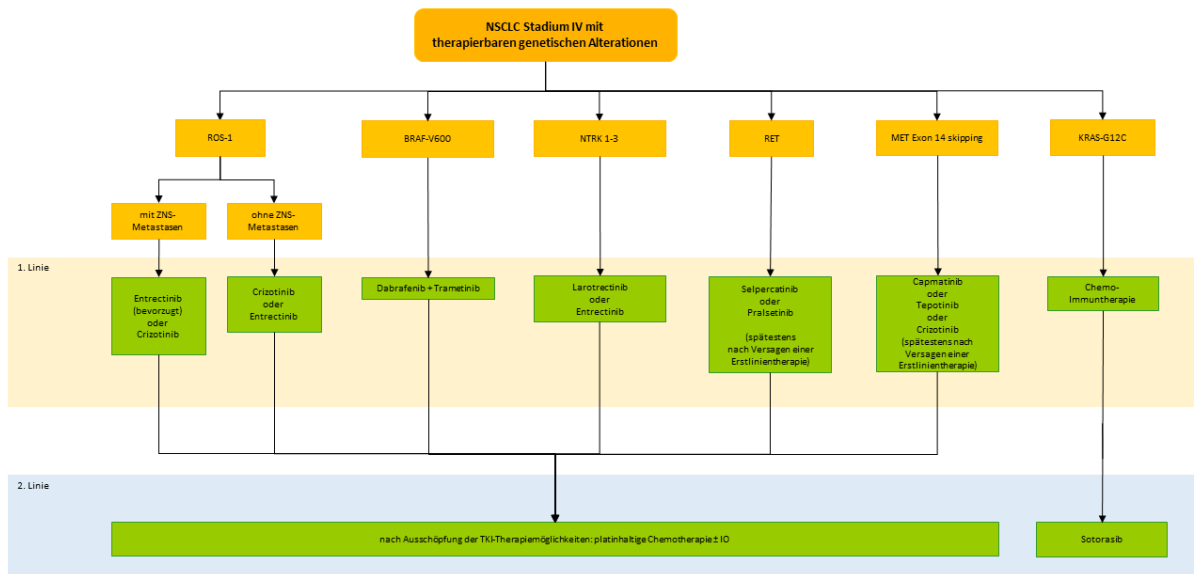 NSCLC Stadium IV mit
therapierbaren genetischen Alterationen
ROS-1
BRAF-V600
NTRK 1-3
RET
MET Exon 14 skipping
KRAS-G12C
mit ZNS-
Metastasen
ohne ZNS-
Metastasen
1. Linie
Entrectinib
(bevorzugt)
oder
Crizotinib
Crizotinib
oder
Entrectinib
Dabrafenib + Trametinib
Larotrectinib
oder
Entrectinib
Selpercatinib
oder
Pralsetinib
(spätestens
nach Versagen einer
Erstlinientherapie)
Capmatinib
oder
Tepotinib
oder
Crizotinib
(spätestens nach
Versagen einer
Erstlinientherapie)
Chemo-
Immuntherapie
2. Linie
nach Ausschöpfung der TKI-Therapiemöglichkeiten: platinhaltige Chemotherapie ± IO
Sotorasib